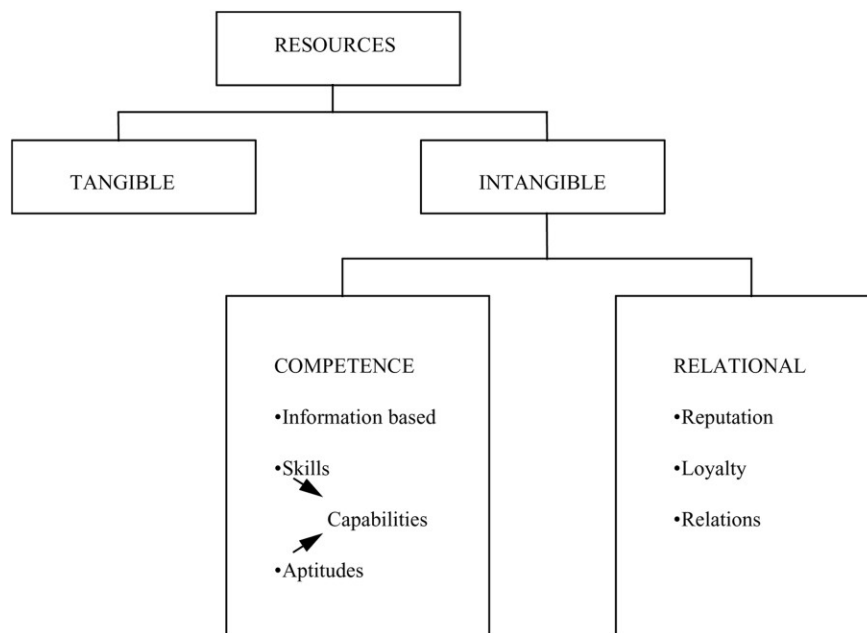 RESOURCES
TANGIBLE
INTANGIBLE
COMPETENCE
•Information based
•Skills
Capabilities
•Aptitudes
RELATIONAL
•Reputation
•Loyalty
•Relations